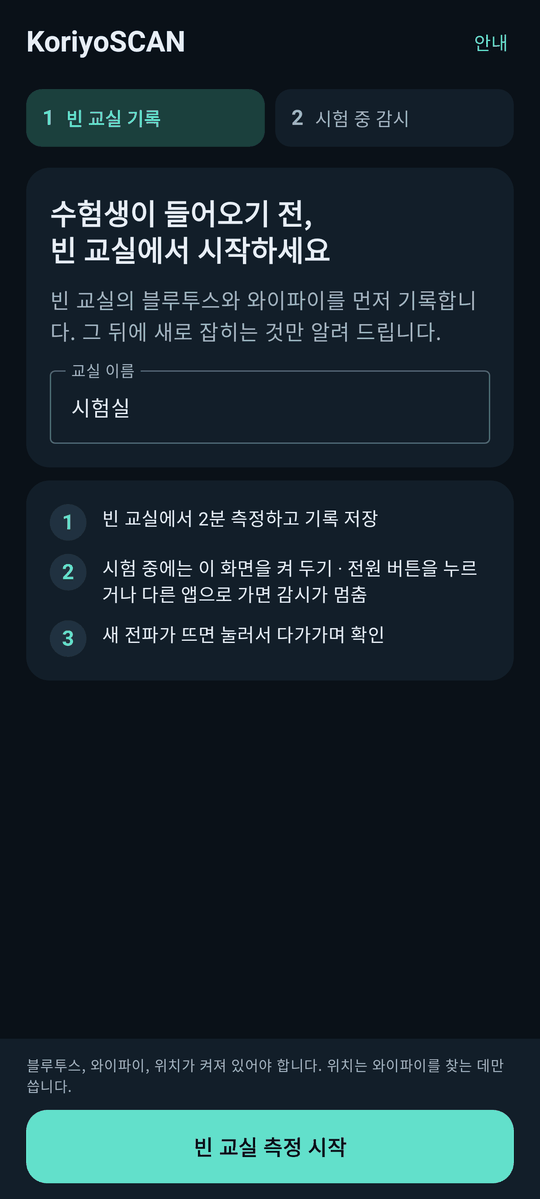 KoriyoSCAN
안내
1 빈 교실 기록
2 시험 중 감시
수험생이 들어오기 전,
빈 교실에서 시작하세요
빈 교실의 블루투스와 와이파이를 먼저 기록합니
다. 그 뒤에 새로 잡히는 것만 알려 드립니다.
교실 이름
시험실
1 빈 교실에서 2분 측정하고 기록 저장
2 시험 중에는 이 화면을 켜 두기 · 전원 버튼을 누르
거나 다른 앱으로 가면 감시가 멈춤
3 새 전파가 뜨면 눌러서 다가가며 확인
블루투스, 와이파이, 위치가 켜져 있어야 합니다. 위치는 와이파이를 찾는 데만
씁니다.
빈 교실 측정 시작